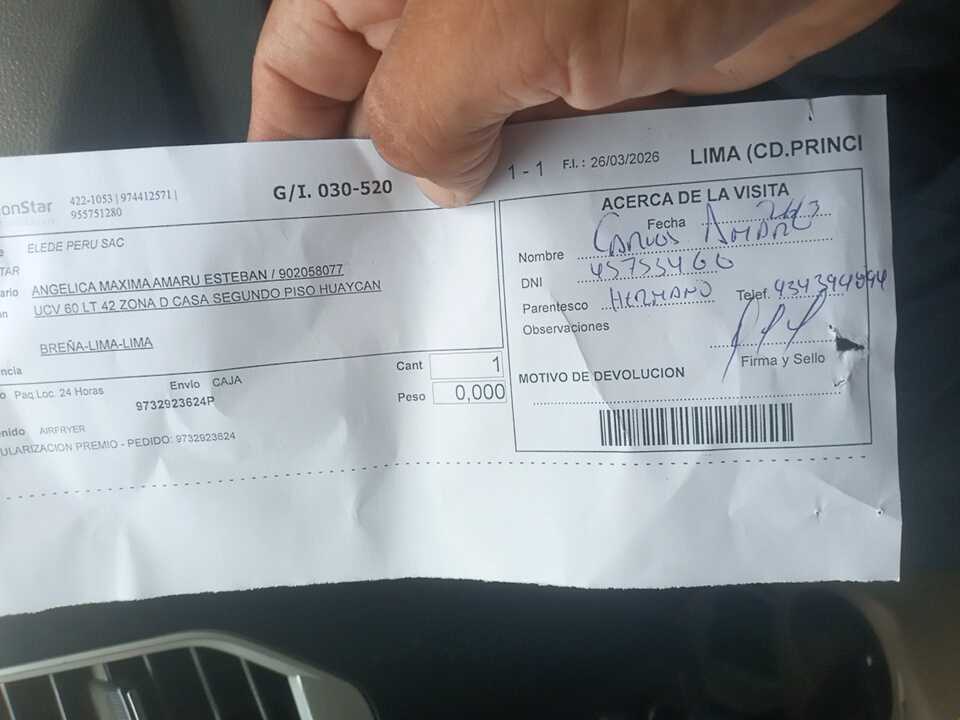 onStar
422-1053 | 974412571 |
955751280
G/I. 030-520
1 - 1 F.I.: 26/03/2026 LIMA (CD.PRINCI
ELEDE PERU SAC
TAR
ario ANGELICA MAXIMA AMARU ESTEBAN / 902058077
UCV 60 LT 42 ZONA D CASA SEGUNDO PISO HUAYCAN
BREÑA-LIMA-LIMA
ncia
Paq Loc. 24 Horas Envio CAJA
9732923624P
Cant 1
Peso 0,000
nido AIRFRYER
ULARIZACION PREMIO - PEDIDO: 9732923624
ACERCA DE LA VISITA
Fecha
Nombre CARLOS AMARU
DNI
Parentesco HERMANO Telef.
Observaciones
Firma y Sello
MOTIVO DE DEVOLUCION